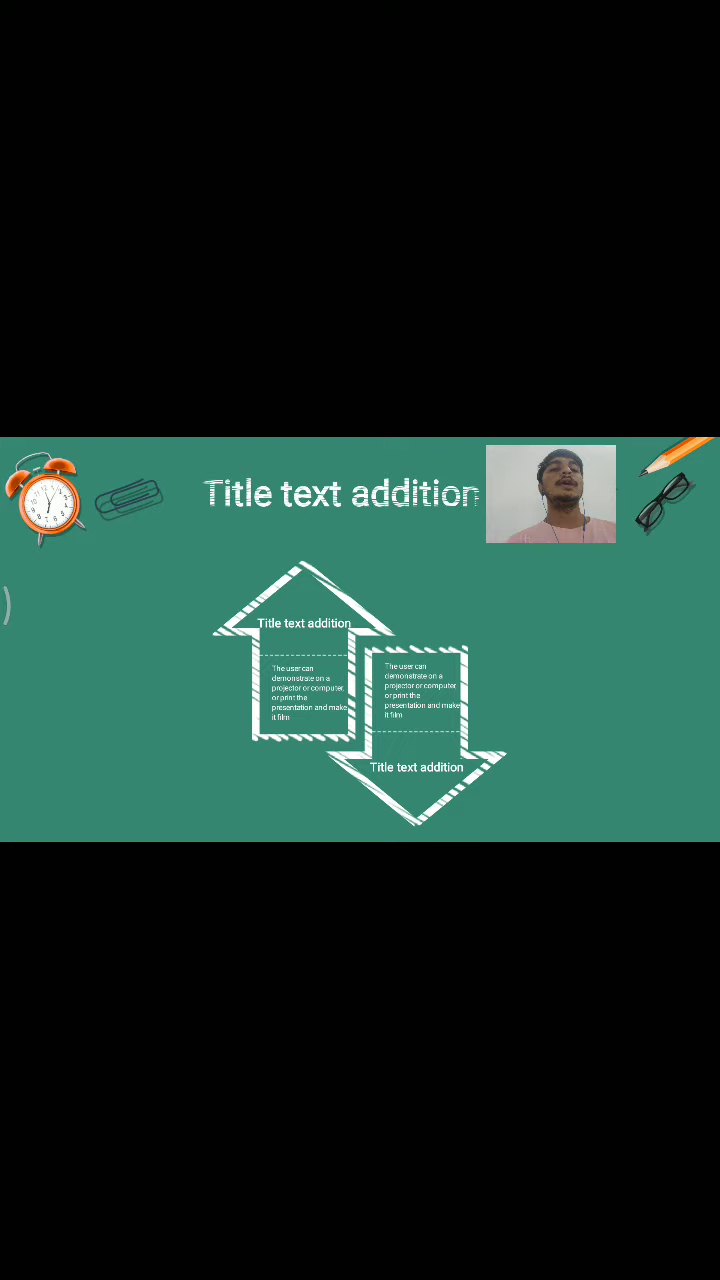 Title text addition
Title text addition
The user can
demonstrate on a
projector or computer,
or print the
presentation and make
it film
The user can
demonstrate on a
projector or computer,
or print the
presentation and make
it film
Title text addition